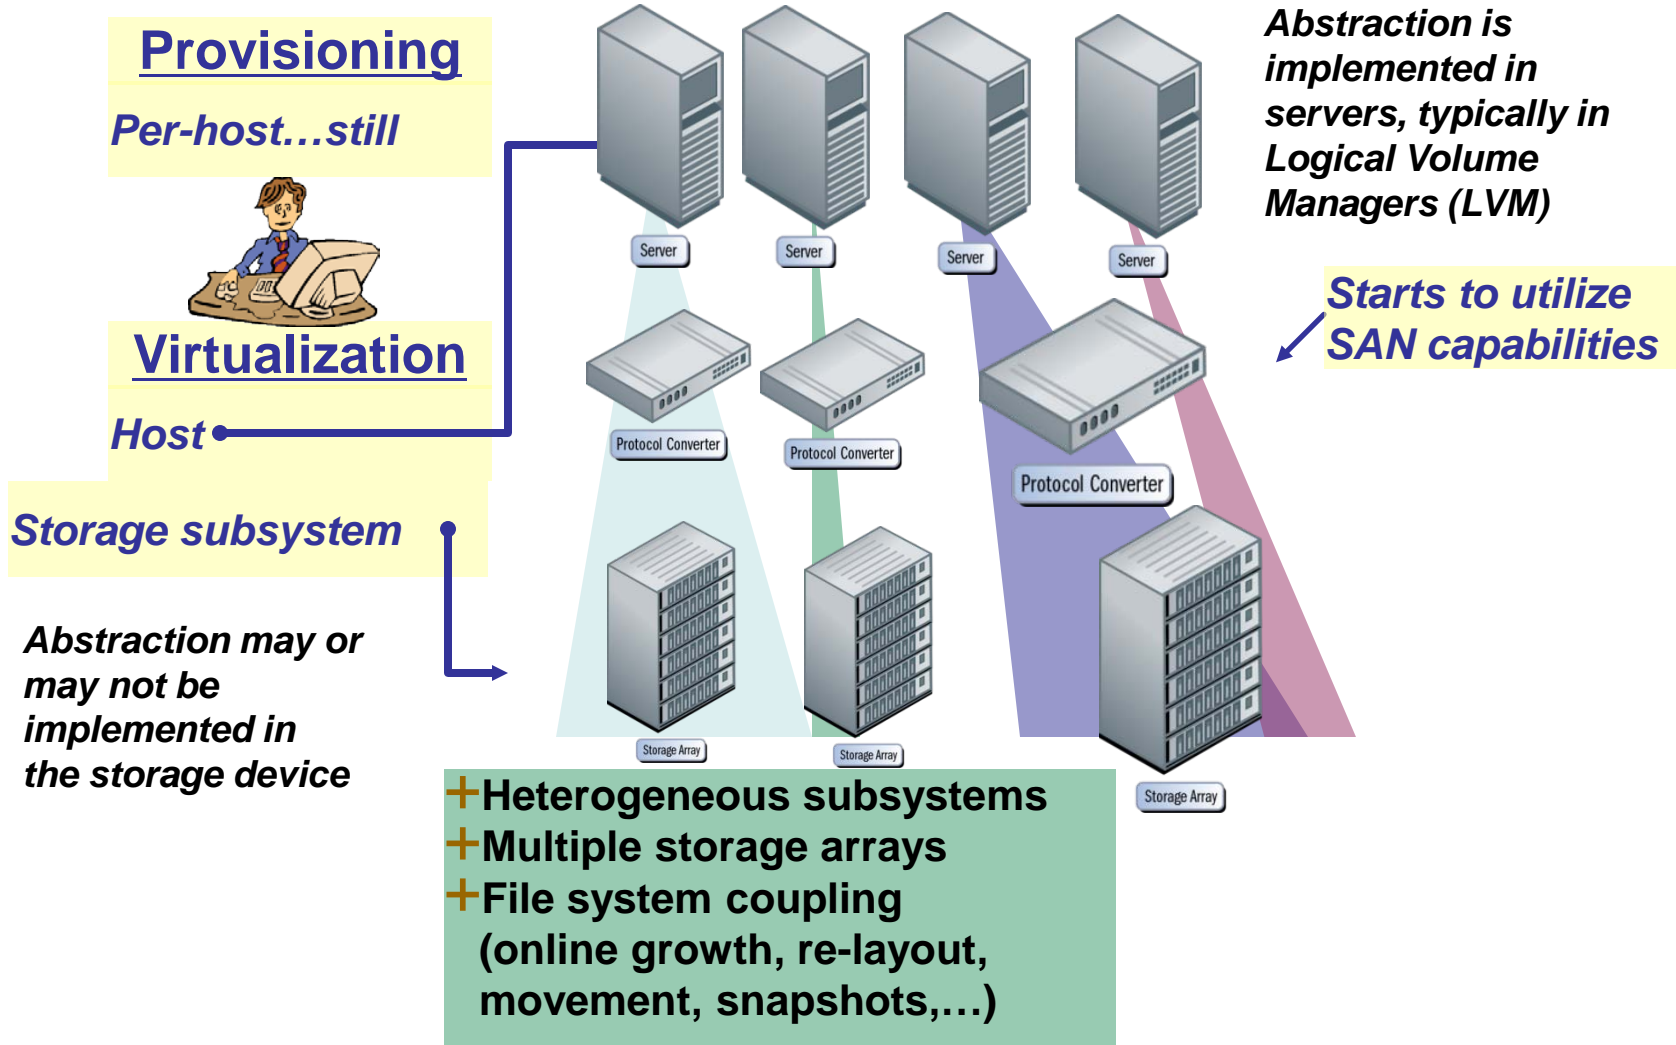 Provisioning
Per-host…still
Virtualization
Host
Storage subsystem
Abstraction may or
may not be
implemented in
the storage device
Server
Server
Server
Server
Protocol Converter
Protocol Converter
Protocol Converter
Storage Array
Storage Array
Storage Array
Abstraction is
implemented in
servers, typically in
Logical Volume
Managers (LVM)
Starts to utilize
SAN capabilities
+Heterogeneous subsystems
+Multiple storage arrays
+File system coupling
(online growth, re-layout,
movement, snapshots,…)